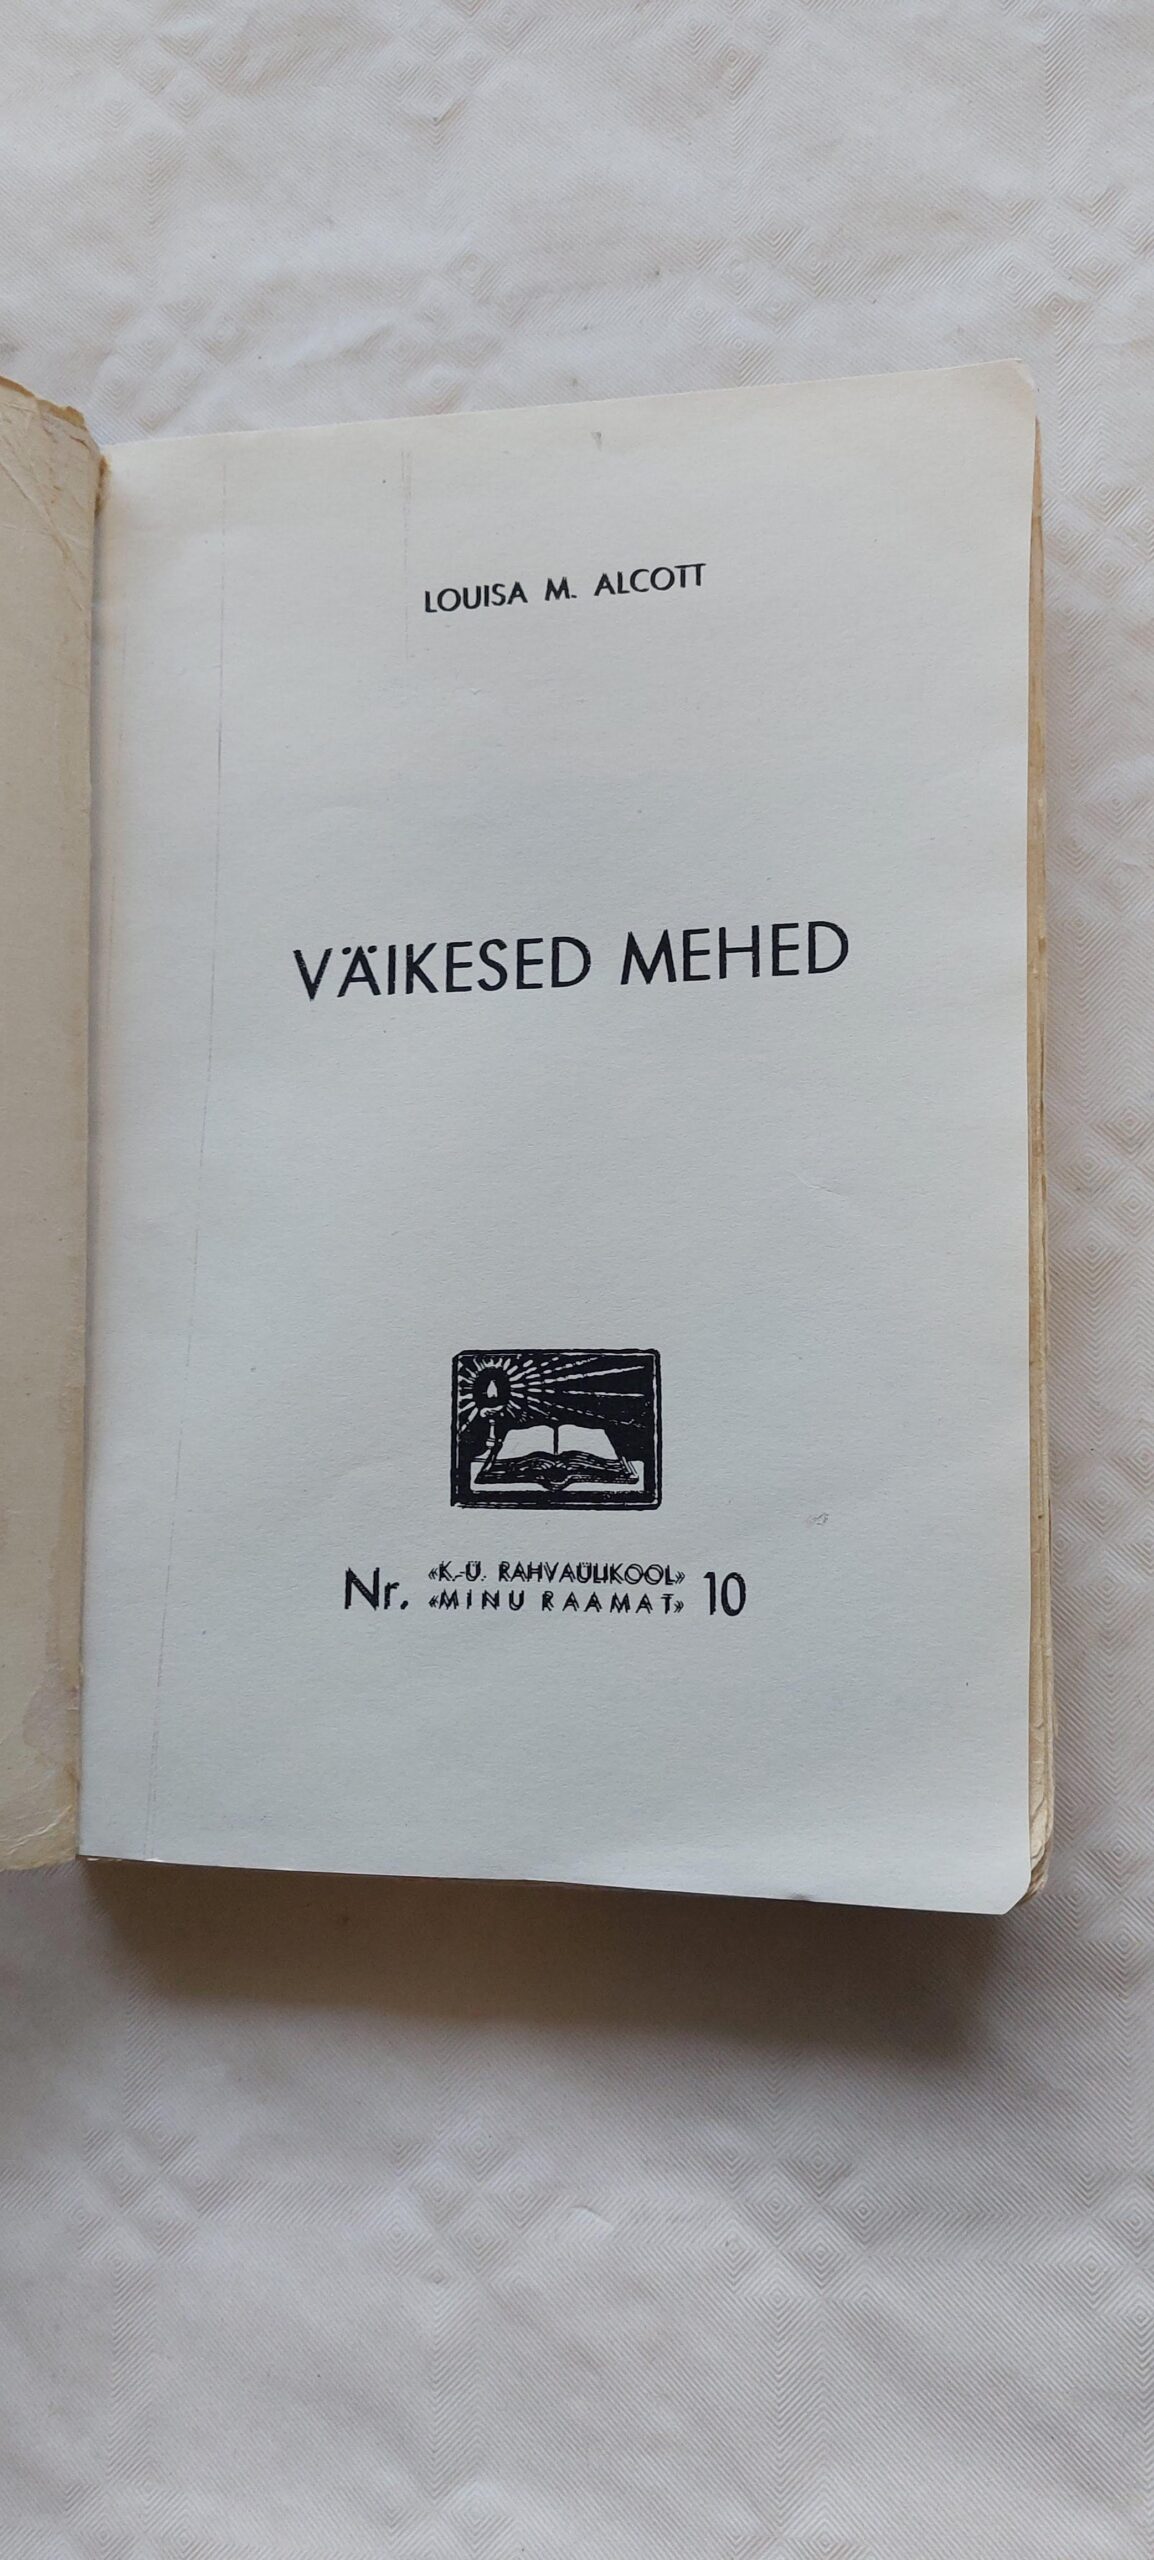 LOUISA M. ALCOTT
VÄIKESED MEHED
«K.-Ü. RAHVAÜLIKOOL»
Nr. «MINU RAAMAT» 10